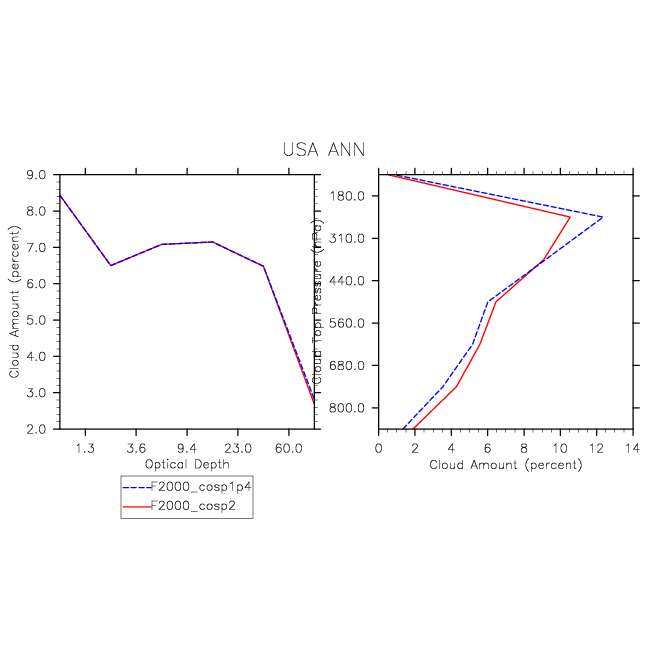 USA ANN
9.0
8.0
7.0
6.0
5.0
4.0
3.0
2.0
Cloud Amount (percent)
1.3 3.6 9.4 23.0 60.0
Optical Depth
180.0
310.0
440.0
560.0
680.0
800.0
Cloud Top Pressure (hPa)
0 2 4 6 8 10 12 14
Cloud Amount (percent)
F2000_cosp1p4
F2000_cosp2